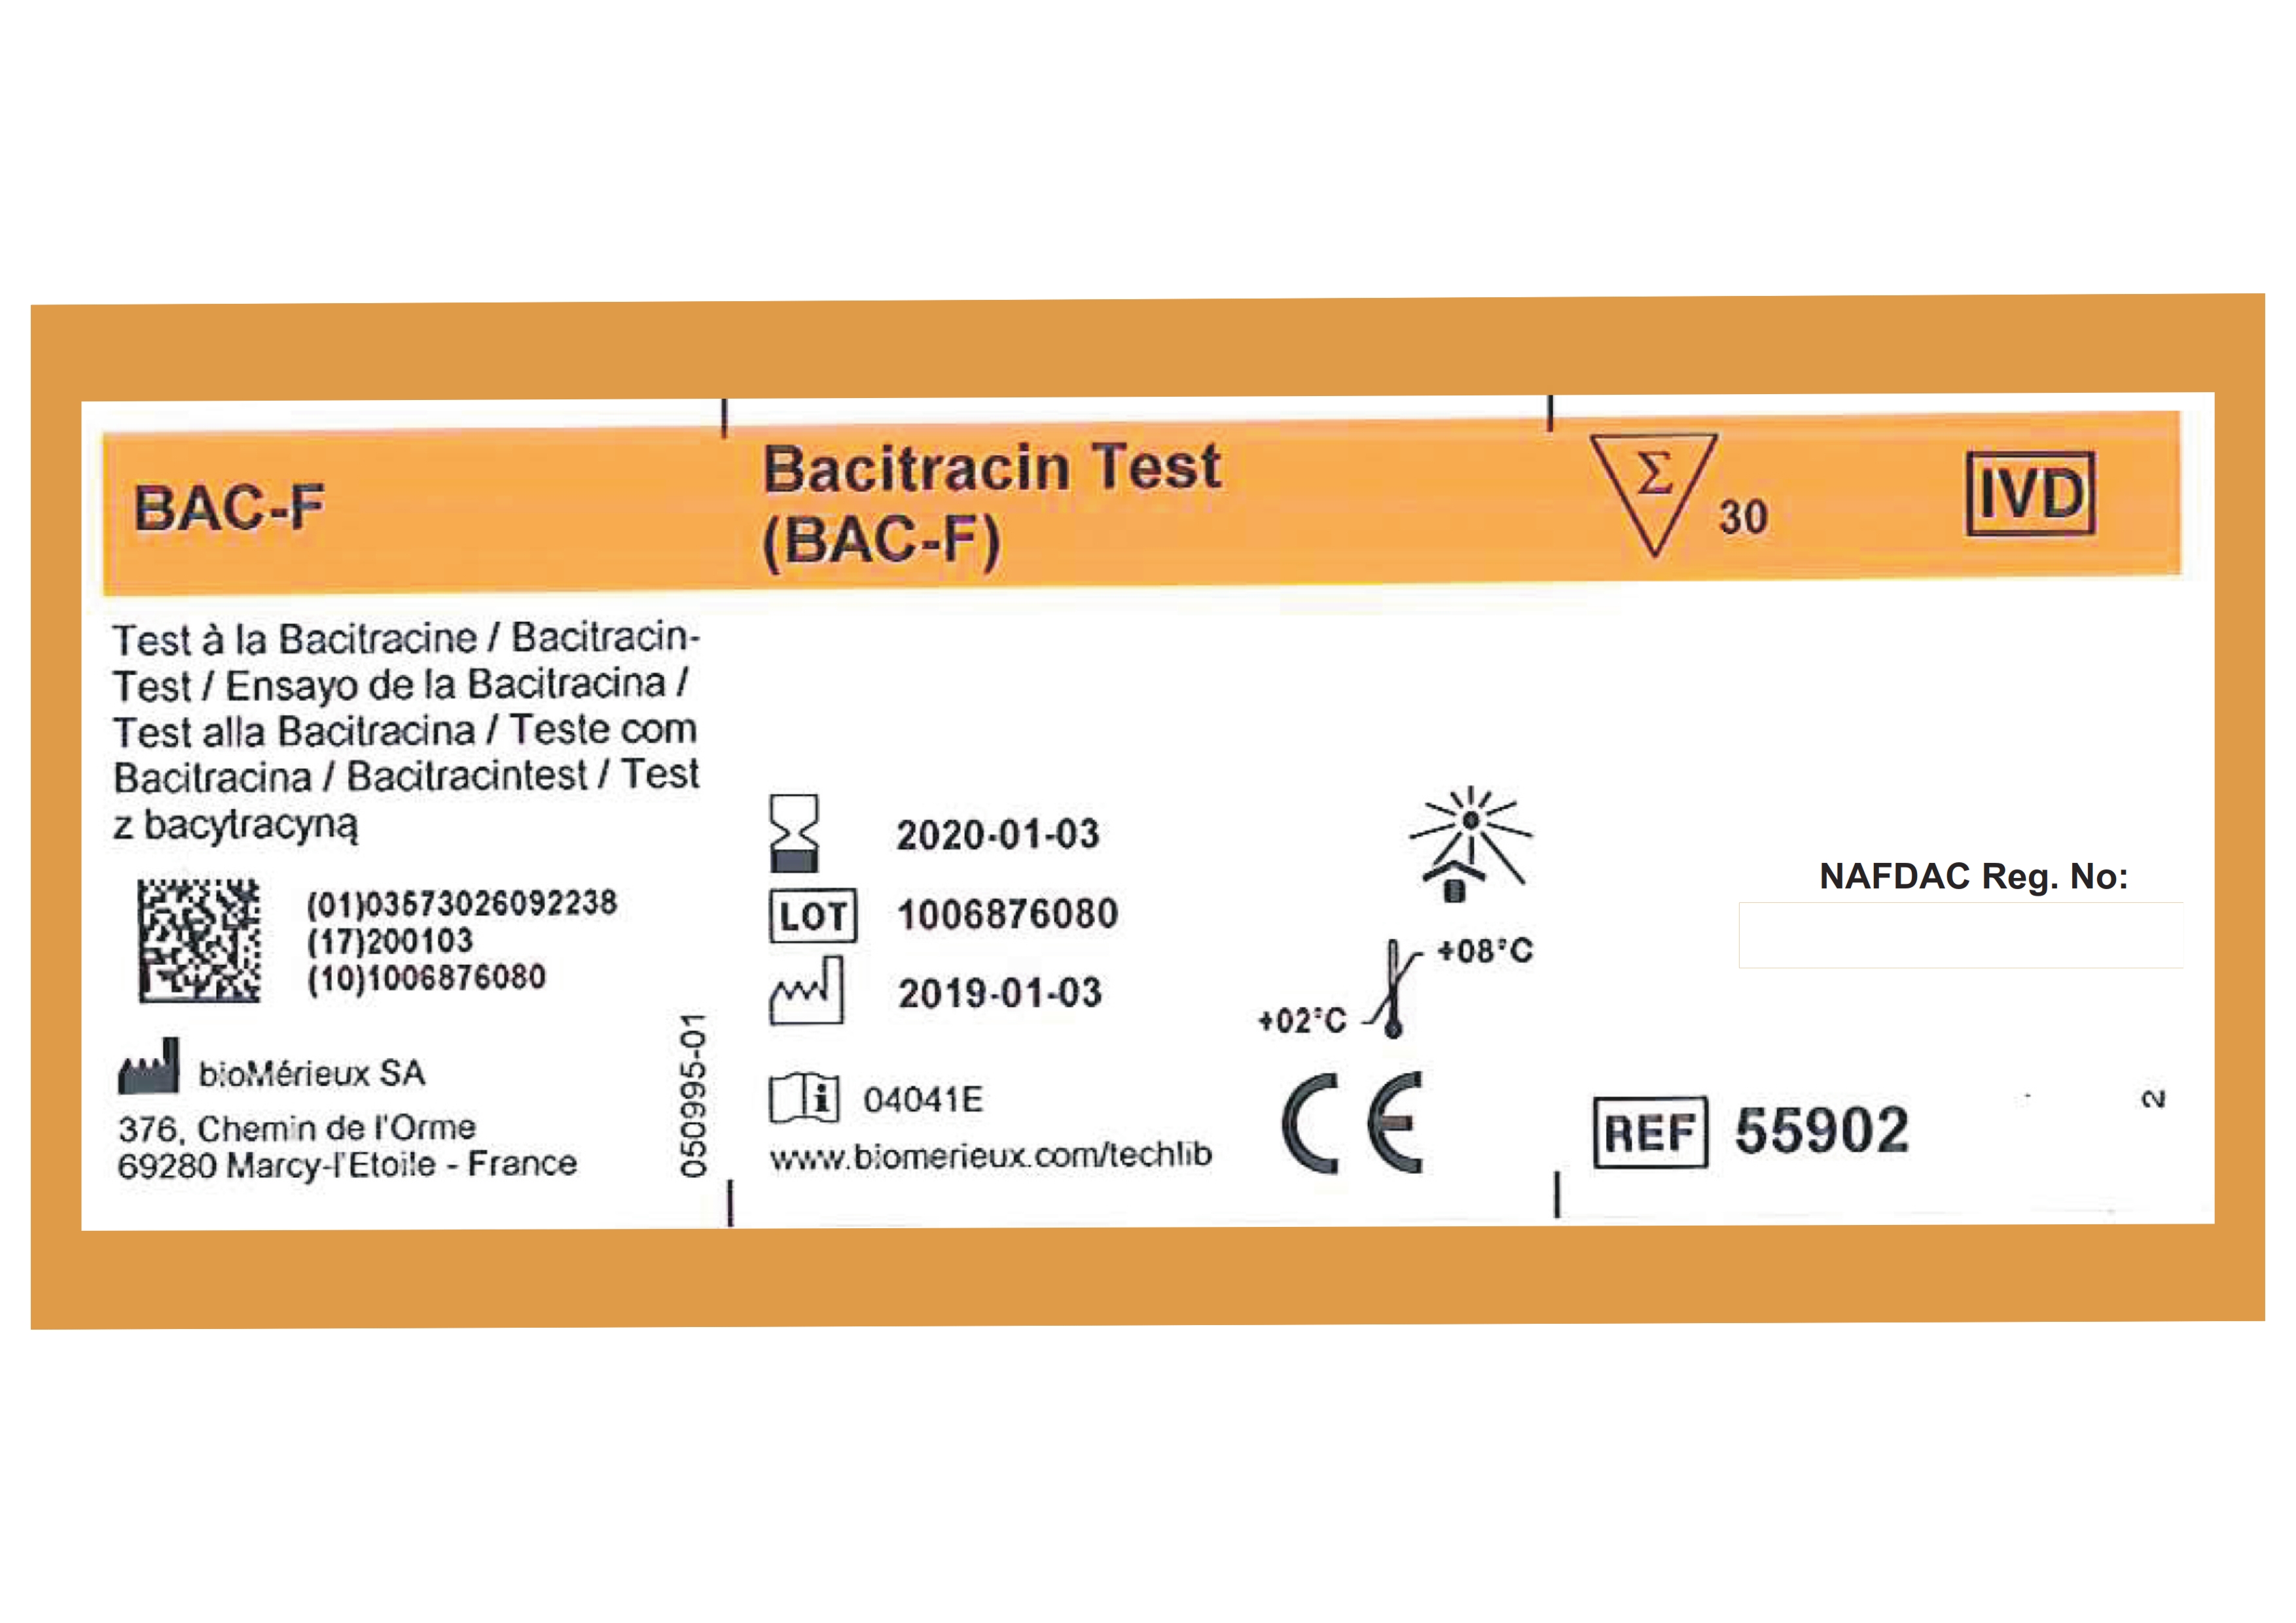 BAC-F
Bacitracin Test
(BAC-F)
Σ
30
IVD
Test à la Bacitracine / Bacitracin-
Test / Ensayo de la Bacitracina /
Test alla Bacitracina / Teste com
Bacitracina / Bacitracintest / Test
z bacytracyną
(01)03573026092238
(17)200103
(10)1006876080
bioMérieux SA
376, Chemin de l'Orme
69280 Marcy-l'Etoile - France
050995-01
2020-01-03
LOT 1006876080
2019-01-03
i 04041E
www.biomerieux.com/techlib
+08°C
+02°C
CE
NAFDAC Reg. No:
REF 55902
2